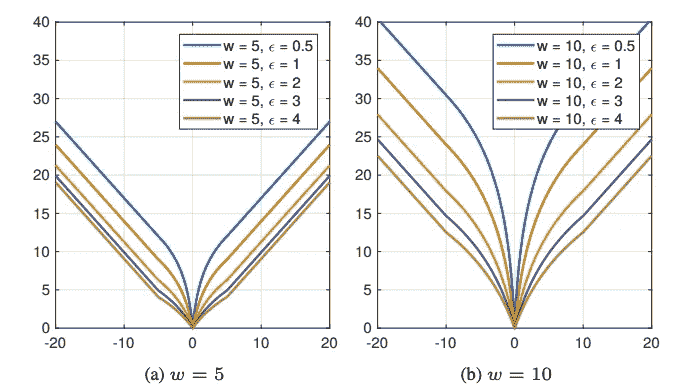 40
35
30
25
20
15
10
5
0
-20 -10 0 10 20
w = 5, ϵ = 0.5
w = 5, ϵ = 1
w = 5, ϵ = 2
w = 5, ϵ = 3
w = 5, ϵ = 4
(a) w = 5
40
35
30
25
20
15
10
5
0
-20 -10 0 10 20
w = 10, ϵ = 0.5
w = 10, ϵ = 1
w = 10, ϵ = 2
w = 10, ϵ = 3
w = 10, ϵ = 4
(b) w = 10